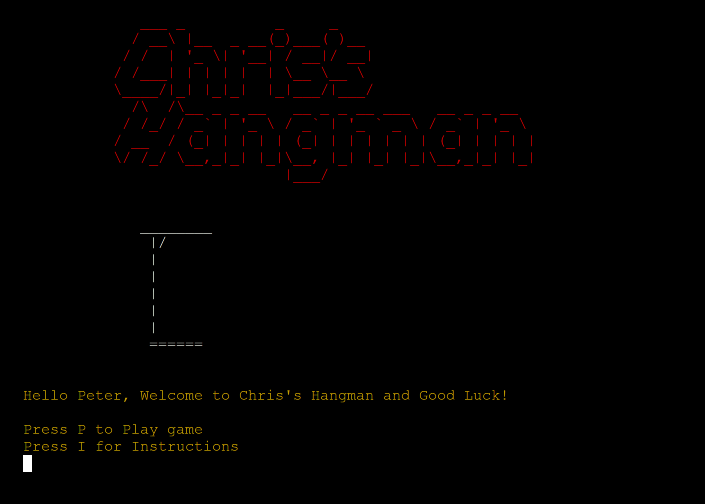 Chris's
Hangman
Hello Peter, Welcome to Chris's Hangman and Good Luck!
Press P to Play game
Press I for Instructions